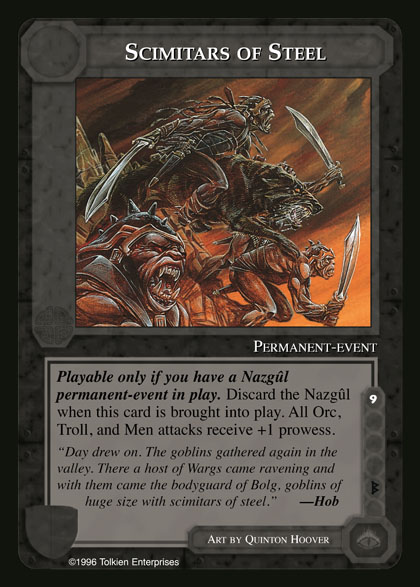 SCIMITARS OF STEEL
PERMANENT-EVENT
Playable only if you have a Nazgûl
permanent-event in play. Discard the Nazgûl
when this card is brought into play. All Orc,
Troll, and Men attacks receive +1 prowess.
9
“Day drew on. The goblins gathered again in the
valley. There a host of Wargs came ravening and
with them came the bodyguard of Bolg, goblins of
huge size with scimitars of steel.” —Hob
ART BY QUINTON HOOVER
©1996 Tolkien Enterprises